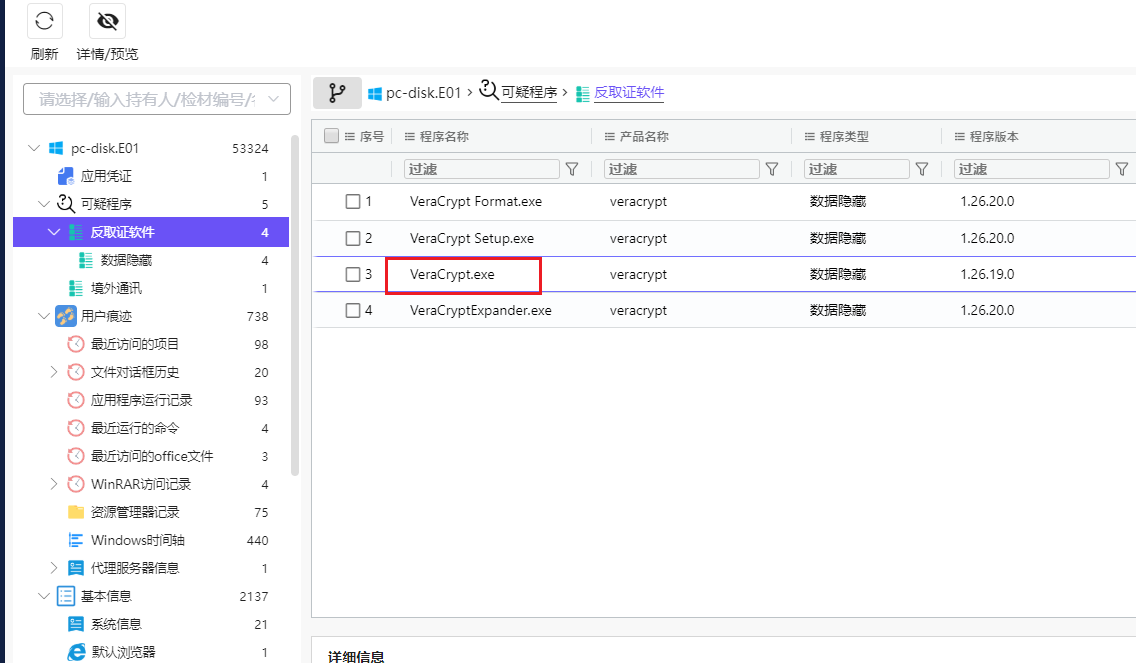 刷新 详情/预览
请选择/输入持有人/检材编号/
pc-disk.E01 53324
应用凭证 1
可疑程序 5
反取证软件 4
数据隐藏 4
境外通讯 1
用户痕迹 738
最近访问的项目 98
文件对话框历史 20
应用程序运行记录 93
最近运行的命令 4
最近访问的office文件 3
WinRAR访问记录 4
资源管理器记录 75
Windows时间轴 440
代理服务器信息 1
基本信息 2137
系统信息 21
默认浏览器 1
pc-disk.E01 > 可疑程序 > 反取证软件
序号 程序名称 产品名称 程序类型 程序版本
过滤 过滤 过滤 过滤
1 VeraCrypt Format.exe veracrypt 数据隐藏 1.26.20.0
2 VeraCrypt Setup.exe veracrypt 数据隐藏 1.26.20.0
3 VeraCrypt.exe veracrypt 数据隐藏 1.26.19.0
4 VeraCryptExpander.exe veracrypt 数据隐藏 1.26.20.0
详细信息